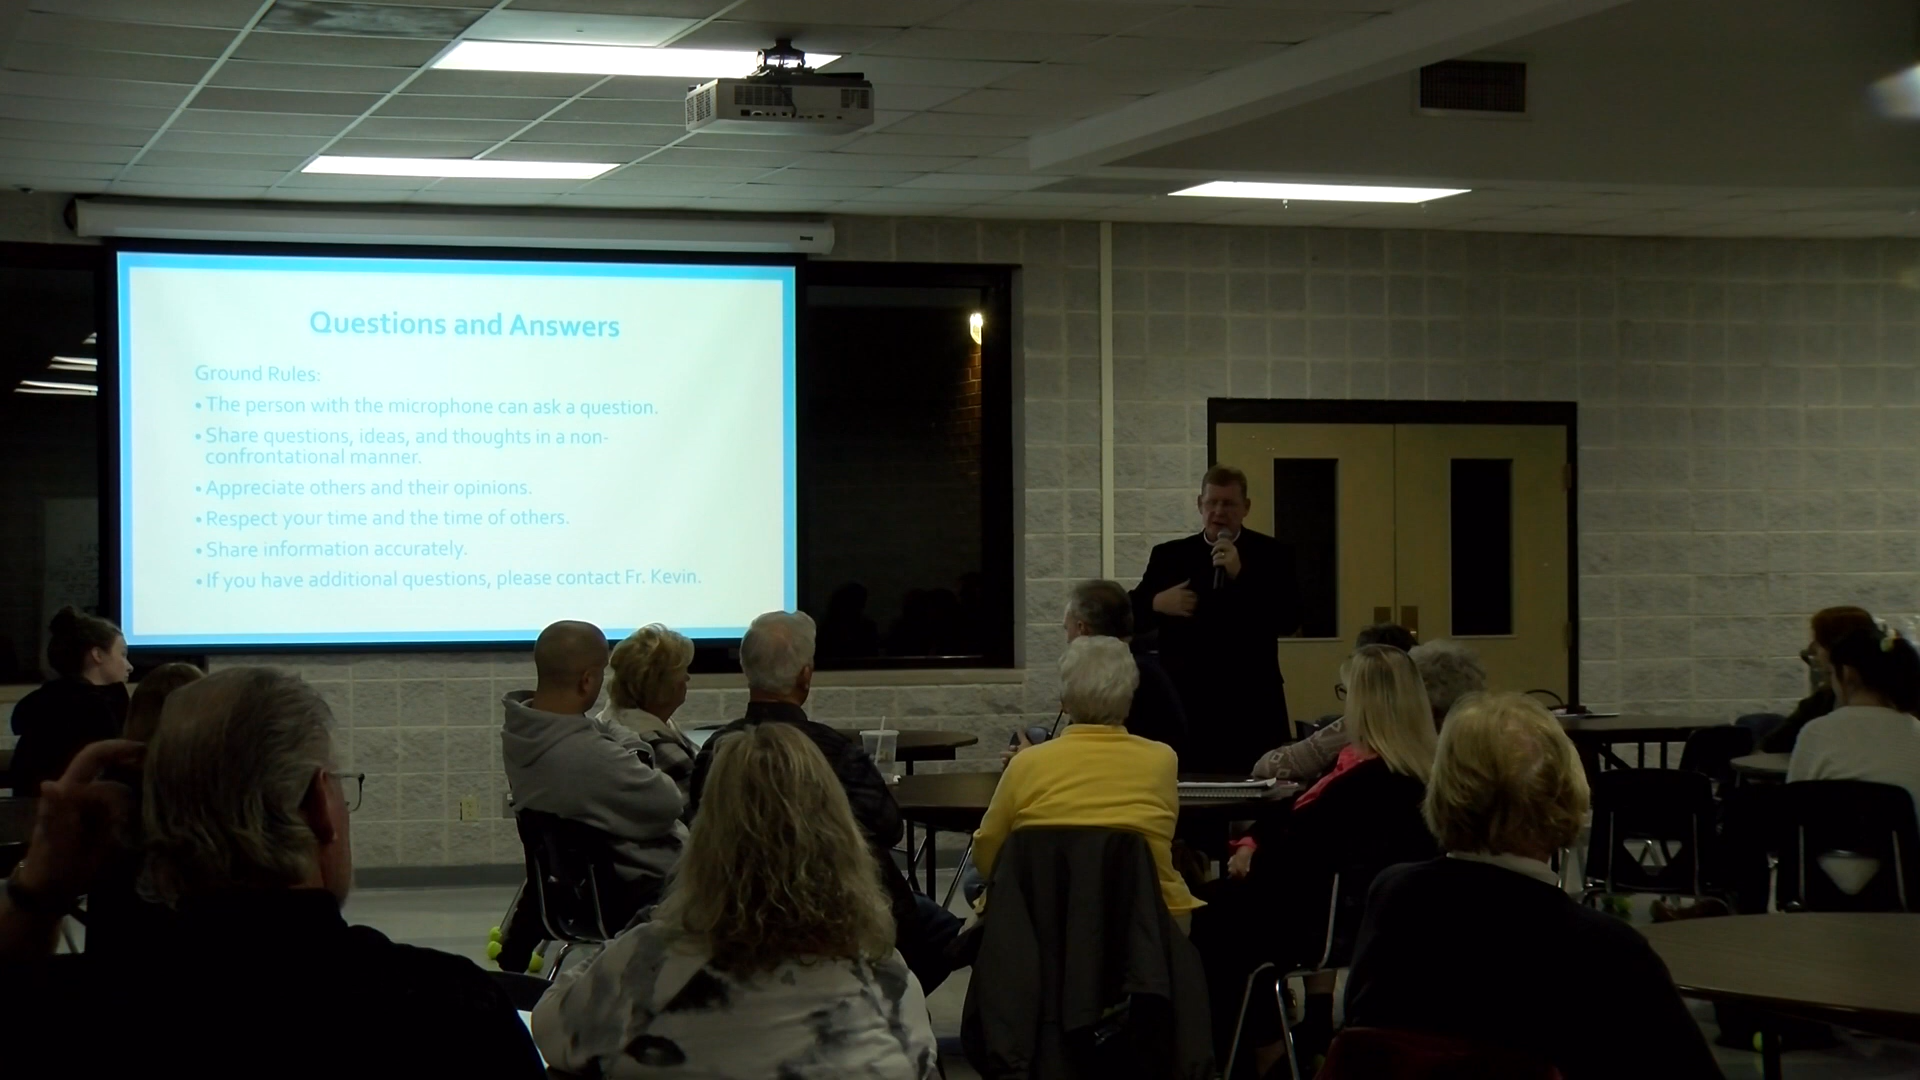 Questions and Answers
Ground Rules:
• The person with the microphone can ask a question.
• Share questions, ideas, and thoughts in a non-
confrontational manner.
• Appreciate others and their opinions.
• Respect your time and the time of others.
• Share information accurately.
• If you have additional questions, please contact Fr. Kevin.